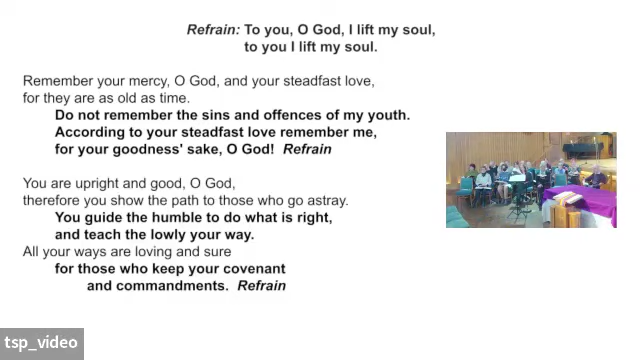 Refrain: To you, O God, I lift my soul,
to you I lift my soul.
Remember your mercy, O God, and your steadfast love,
for they are as old as time.
Do not remember the sins and offences of my youth.
According to your steadfast love remember me,
for your goodness' sake, O God! Refrain
You are upright and good, O God,
therefore you show the path to those who go astray.
You guide the humble to do what is right,
and teach the lowly your way.
All your ways are loving and sure
for those who keep your covenant
and commandments. Refrain
tsp_video